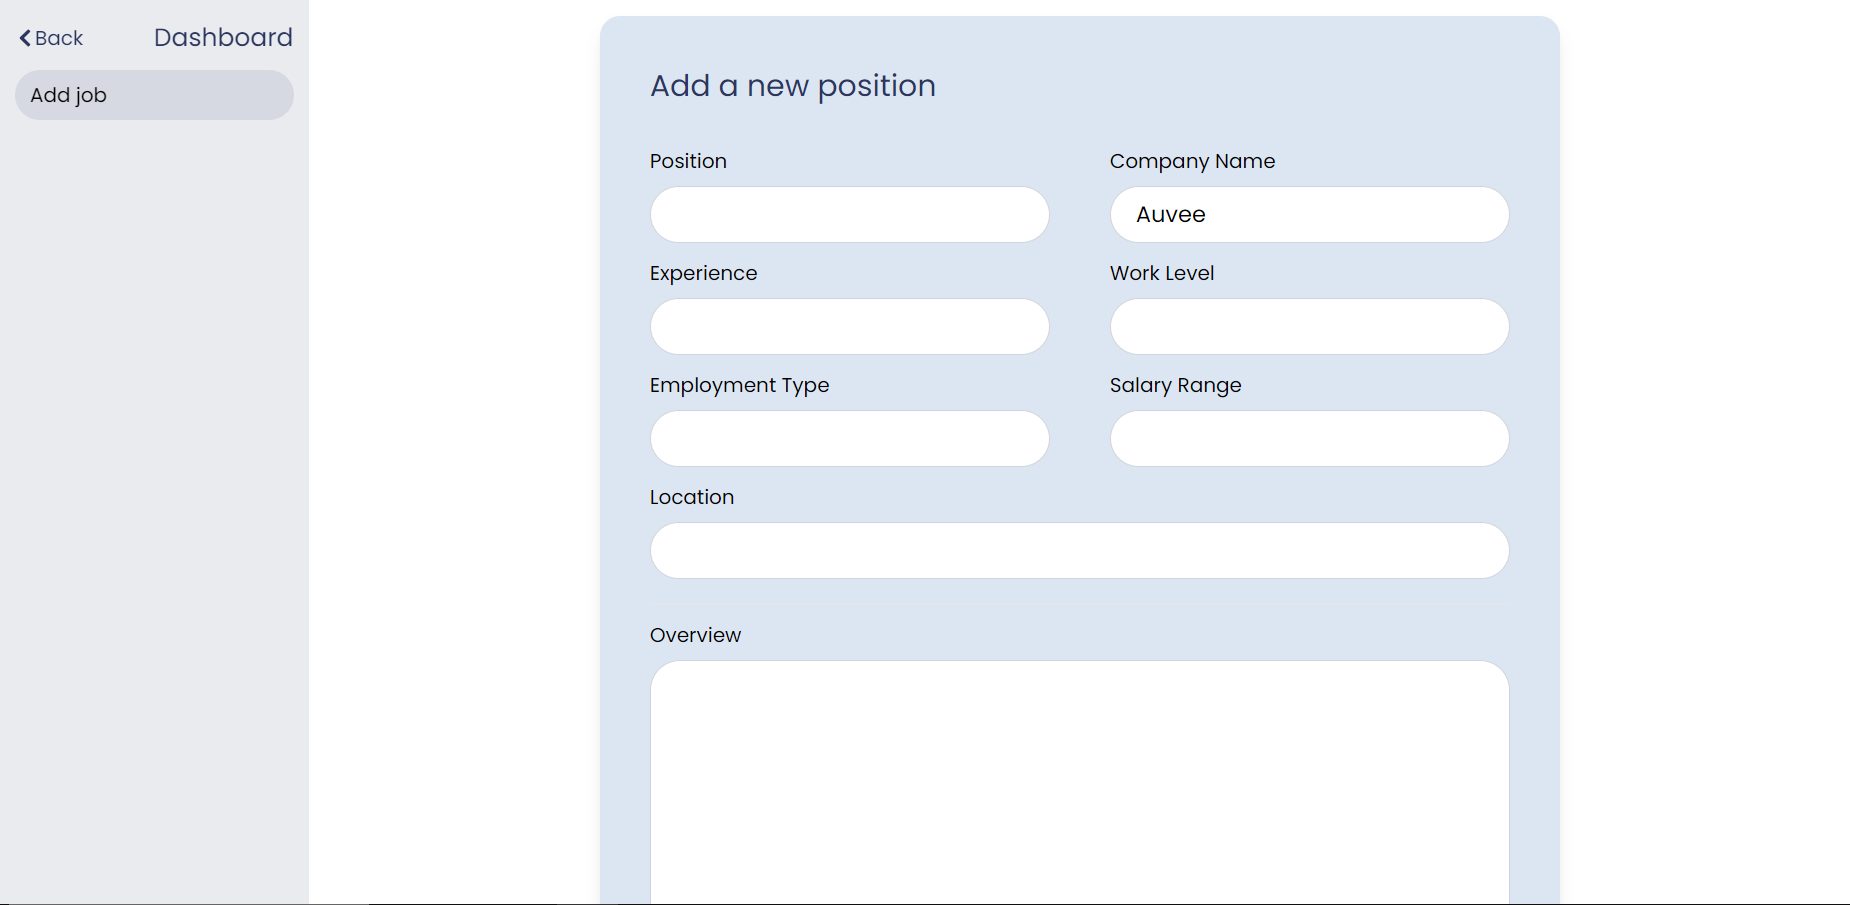 Back
Dashboard
Add job
Add a new position
Position
Company Name
Auvee
Experience
Work Level
Employment Type
Salary Range
Location
Overview